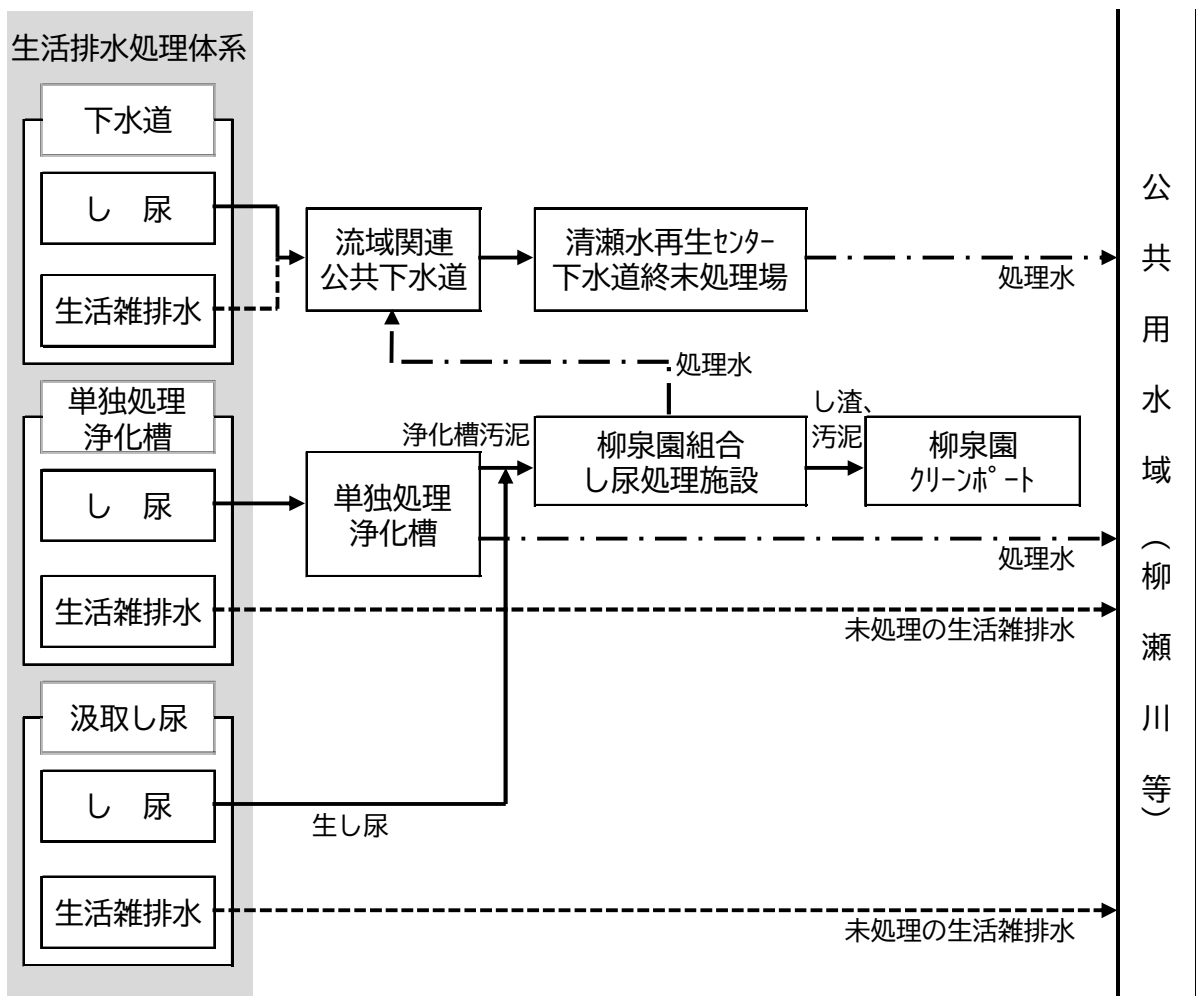 生活排水処理体系
下水道
し　尿
生活雑排水
流域関連
公共下水道
清瀬水再生ｾﾝﾀｰ
下水道終末処理場
処理水
処理水
単独処理
浄化槽
し　尿
生活雑排水
単独処理
浄化槽
浄化槽汚泥
柳泉園組合
し尿処理施設
し渣、
汚泥
柳泉園
ｸﾘｰﾝﾎﾟｰﾄ
処理水
未処理の生活雑排水
汲取し尿
し　尿
生活雑排水
生し尿
未処理の生活雑排水
公共用水域（柳瀬川等）